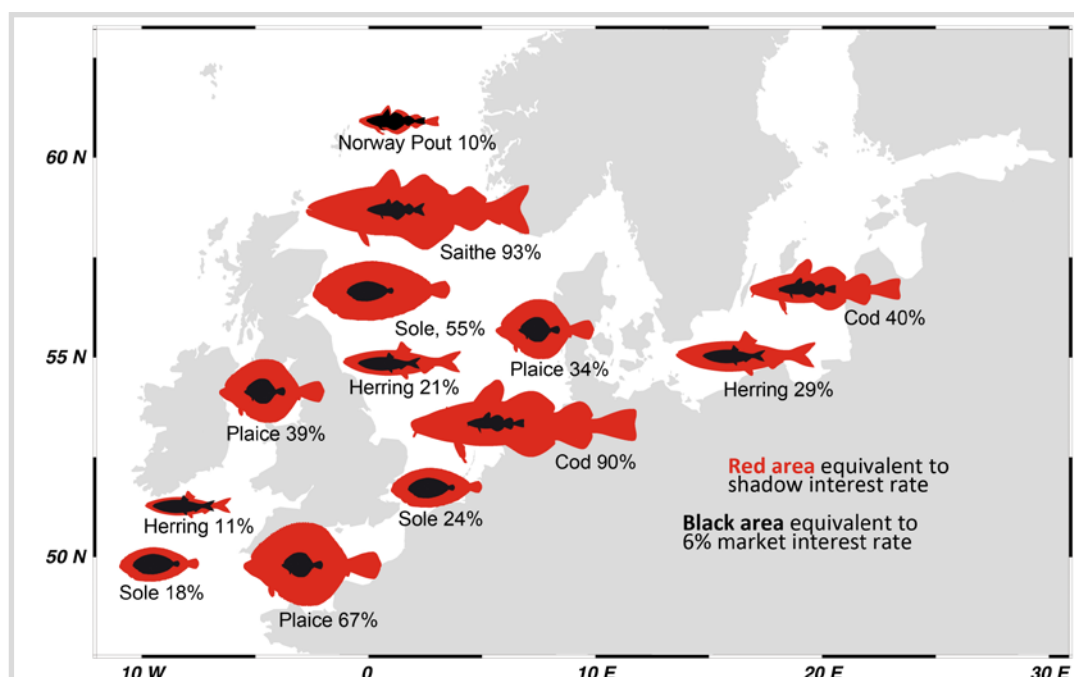 60 N
55 N
50 N
Norway Pout 10%
Saithe 93%
Sole, 55%
Cod 40%
Plaice 34%
Herring 21%
Herring 29%
Plaice 39%
Cod 90%
Red area equivalent to
shadow interest rate
Sole 24%
Herring 11%
Black area equivalent to
6% market interest rate
Sole 18%
Plaice 67%
10 W
0
10 E
20 E
30 E